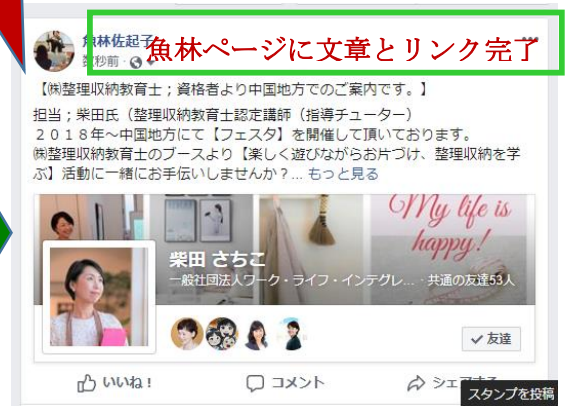 魚林佐起子
魚林ページに文章とリンク完了
数秒前
【㈱整理収納教育士；資格者より中国地方でのご案内です。】
担当；柴田氏（整理収納教育士認定講師（指導チューター）
２０１８年～中国地方にて【フェスタ】を開催して頂いております。
㈱整理収納教育士のブースより【楽しく遊びながらお片づけ、整理収納を学
ぶ】活動に一緒にお手伝いしませんか？... もっと見る
My life is
happy!
柴田 さちこ
一般社団法人ワーク・ライフ・インテグレ... · 共通の友達53人
友達
いいね！
コメント
シェアする
スタンプを投稿